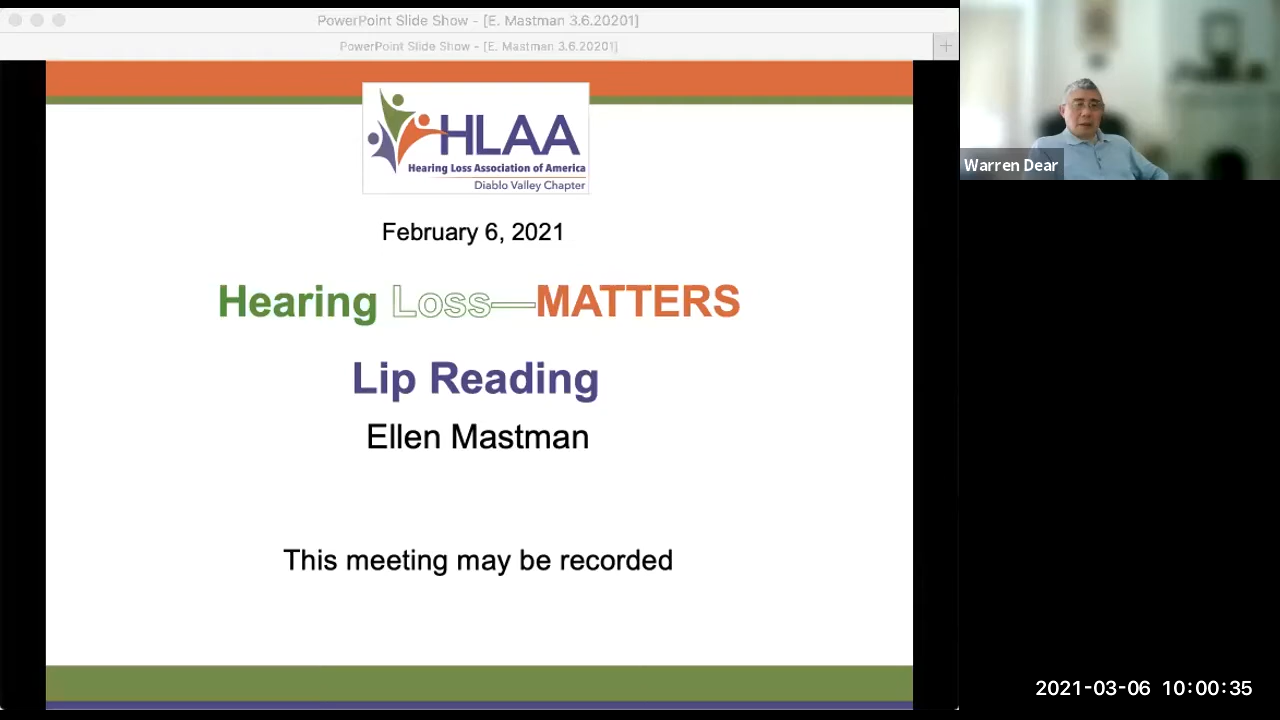 PowerPoint Slide Show - [E. Mastman 3.6.20201]
PowerPoint Slide Show - [E. Mastman 3.6.20201]
HLAA
Hearing Loss Association of America
Diablo Valley Chapter
February 6, 2021
Hearing Loss—MATTERS
Lip Reading
Ellen Mastman
This meeting may be recorded
Warren Dear
2021-03-06 10:00:35